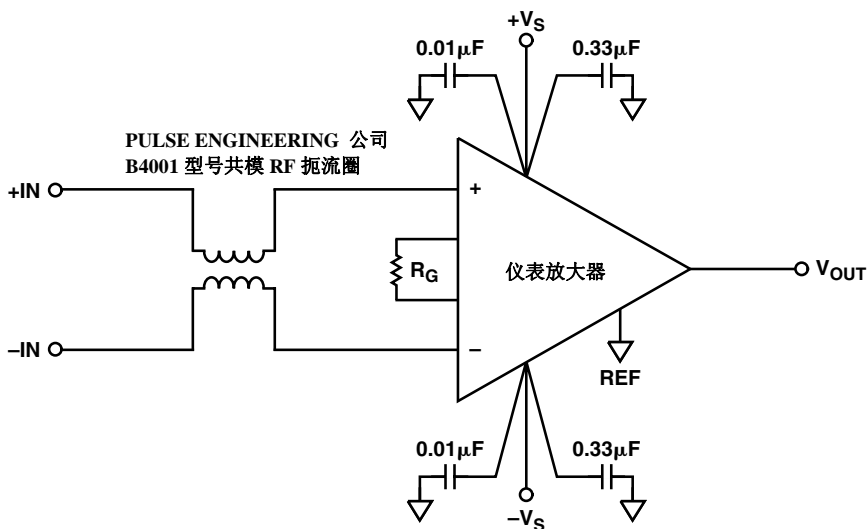 +VS
0.01μF
0.33μF
PULSE ENGINEERING 公司
B4001 型号共模 RF 扼流圈
+IN
+
RG
仪表放大器
VOUT
–IN
–
REF
0.01μF
0.33μF
–VS